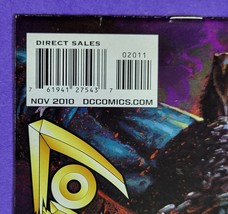 DIRECT SALES
02011
7 61941 27543 7
NOV 2010 DCCOMICS.COM